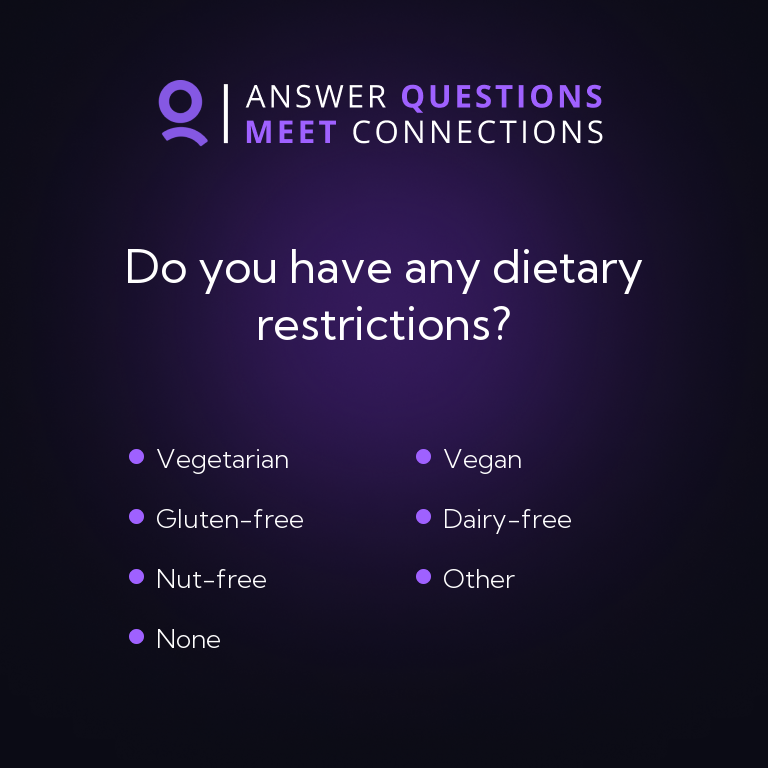 ANSWER QUESTIONS
MEET CONNECTIONS
Do you have any dietary
restrictions?
Vegetarian
Vegan
Gluten-free
Dairy-free
Nut-free
Other
None